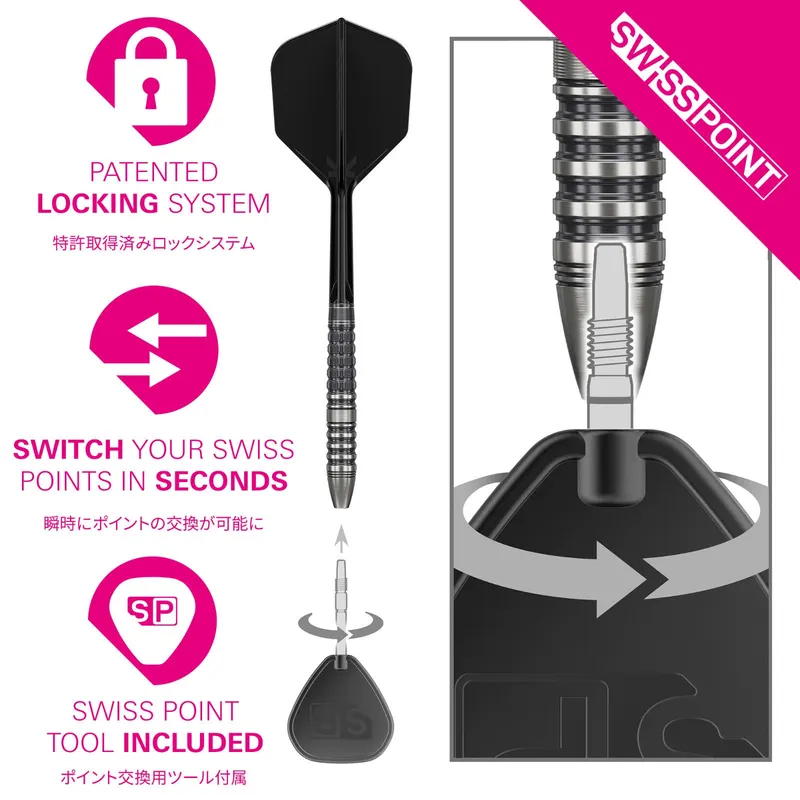 PATENTED
LOCKING SYSTEM
特許取得済みロックシステム
SWITCH YOUR SWISS
POINTS IN SECONDS
瞬時にポイントの交換が可能に
SP
SWISS POINT
TOOL INCLUDED
ポイント交換用ツール付属
SP
SWISSPOINT
SP